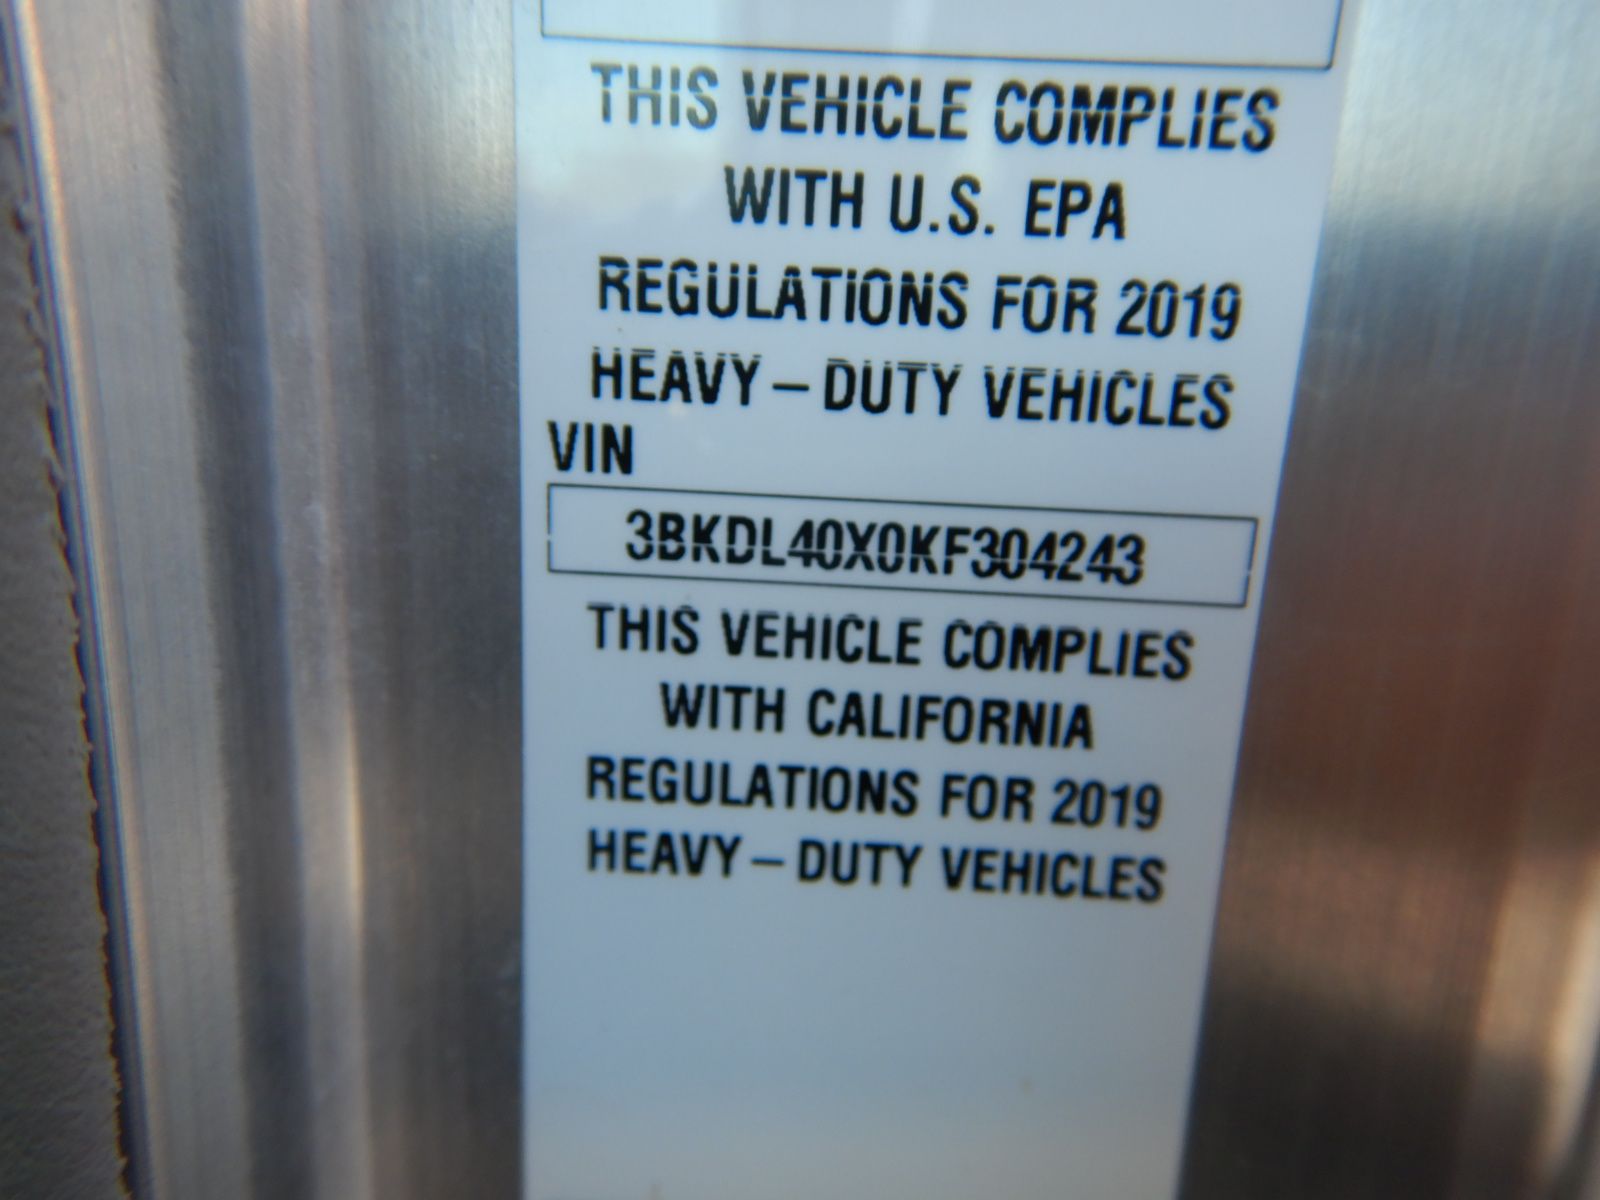 THIS VEHICLE COMPLIES
WITH U.S. EPA
REGULATIONS FOR 2019
HEAVY – DUTY VEHICLES
VIN
3BKDL40X0KF304243
THIS VEHICLE COMPLIES
WITH CALIFORNIA
REGULATIONS FOR 2019
HEAVY – DUTY VEHICLES